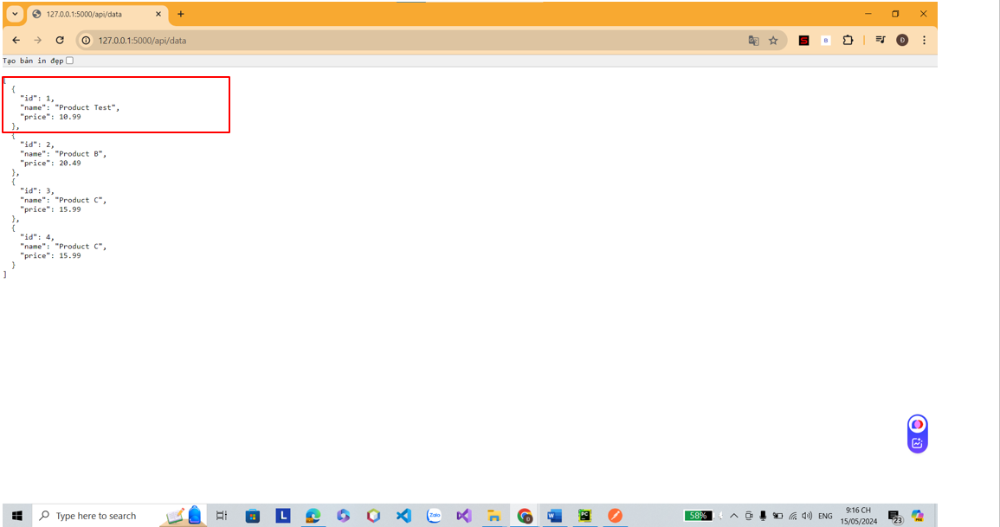 127.0.0.1:5000/api/data
127.0.0.1:5000/api/data
Tạo bản in đẹp
[
{
"id": 1,
"name": "Product Test",
"price": 10.99
},
{
"id": 2,
"name": "Product B",
"price": 20.49
},
{
"id": 3,
"name": "Product C",
"price": 15.99
},
{
"id": 4,
"name": "Product C",
"price": 15.99
}
]
Type here to search
58%
ENG
9:16 CH
15/05/2024
23